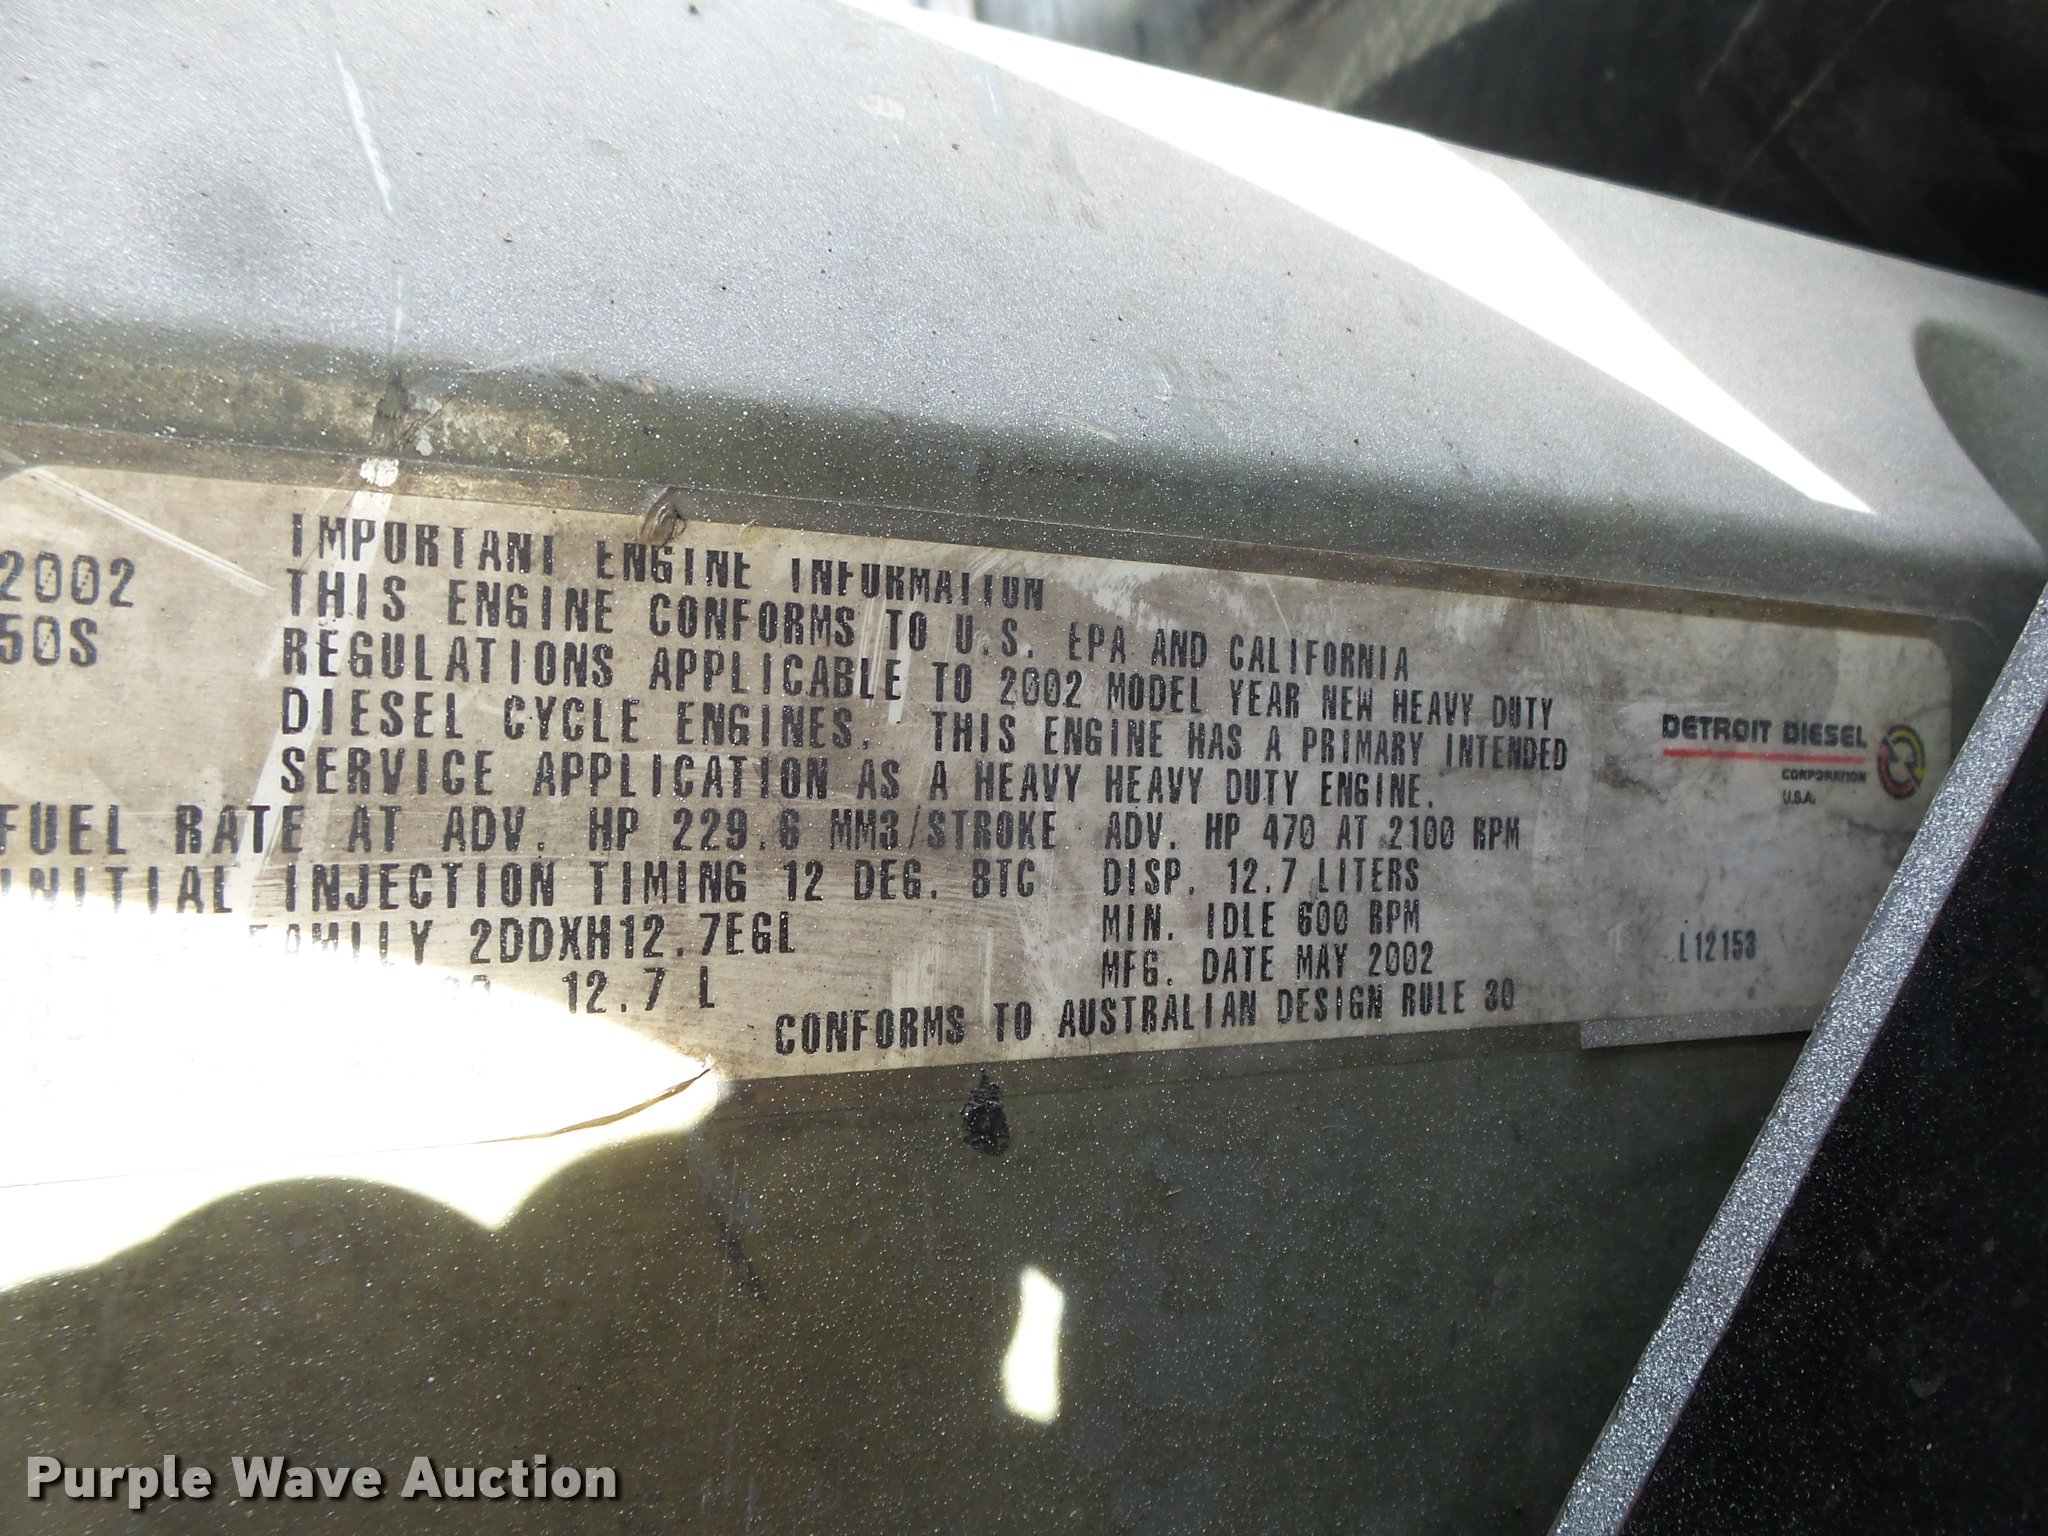 2002
50S
IMPORTANT ENGINE INFORMATION
THIS ENGINE CONFORMS TO U.S. EPA AND CALIFORNIA
REGULATIONS APPLICABLE TO 2002 MODEL YEAR NEW HEAVY DUTY
DIESEL CYCLE ENGINES. THIS ENGINE HAS A PRIMARY INTENDED
SERVICE APPLICATION AS A HEAVY HEAVY DUTY ENGINE.
FUEL RATE AT ADV. HP 229.6 MM3/STROKE ADV. HP 470 AT 2100 RPM
INITIAL INJECTION TIMING 12 DEG. BTC DISP. 12.7 LITERS
FAMILY 2DDXH12.7EGL MIN. IDLE 600 RPM
12.7 L MFG. DATE MAY 2002
CONFORMS TO AUSTRALIAN DESIGN RULE 30
DETROIT DIESEL
CORPORATION
U.S.A.
L12153
Purple Wave Auction